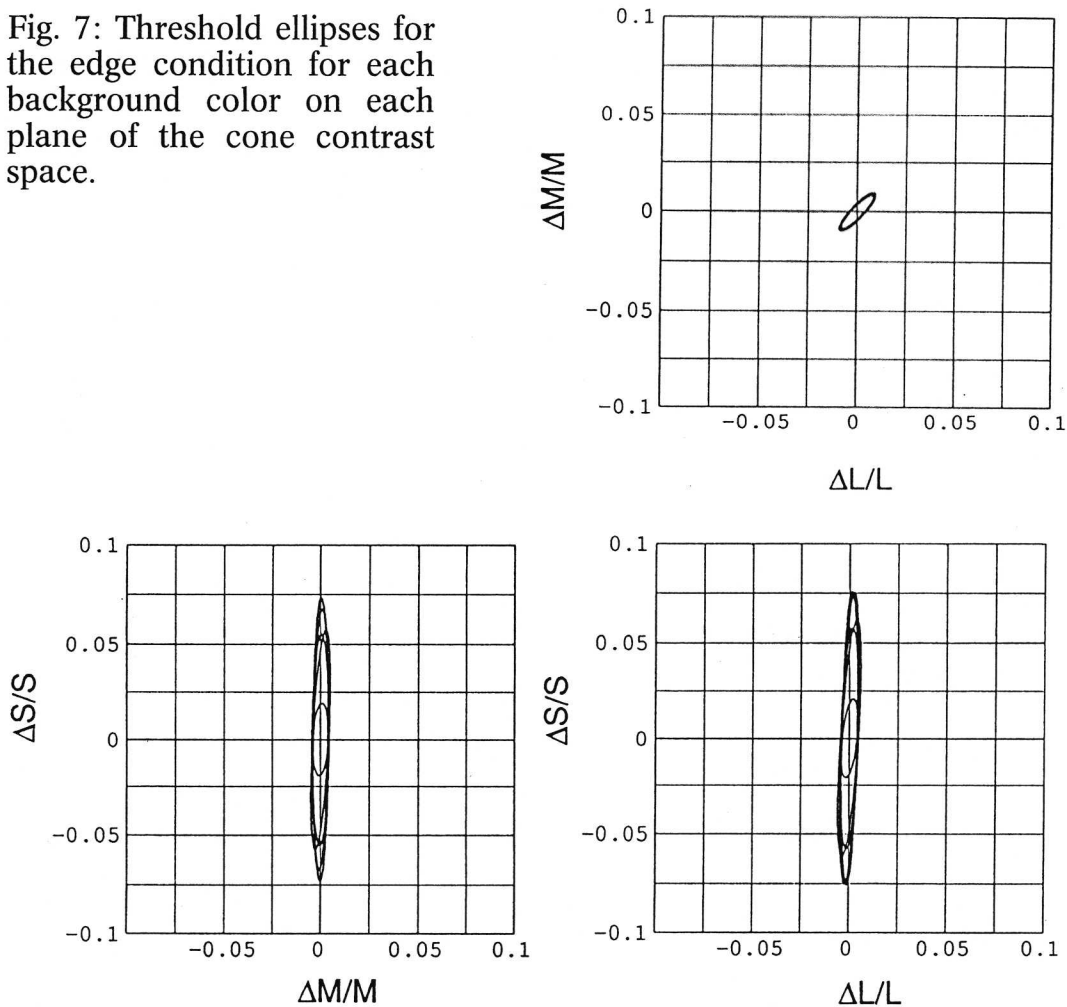 Fig. 7: Threshold ellipses for
the edge condition for each
background color on each
plane of the cone contrast
space.
0.1
0.05
0
-0.05
-0.1
ΔM/M
-0.05 0 0.05 0.1
ΔL/L
0.1
0.05
0
-0.05
-0.1
ΔS/S
-0.05 0 0.05 0.1
ΔM/M
0.1
0.05
0
-0.05
-0.1
ΔS/S
-0.05 0 0.05 0.1
ΔL/L